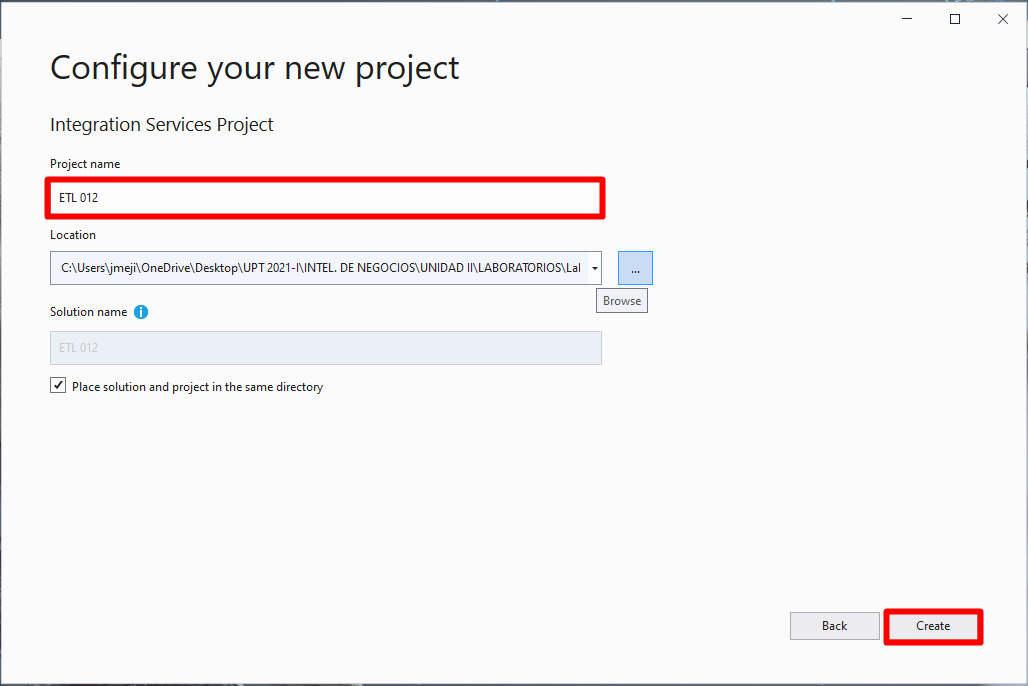 Configure your new project
Integration Services Project
Project name
ETL 012
Location
C:\Users\jmeji\OneDrive\Desktop\UPT 2021-I\INTEL. DE NEGOCIOS\UNIDAD II\LABORATORIOS\Lal
...
Browse
Solution name
ETL 012
Place solution and project in the same directory
Back
Create